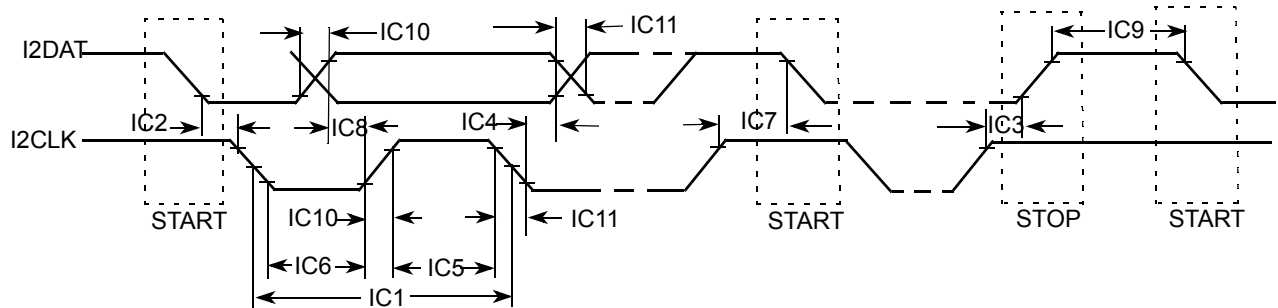 IC10 IC11 IC9
I2DAT
IC2 IC8 IC4 IC7 IC3
I2CLK
START IC10 IC11 START STOP START
IC6 IC5
IC1